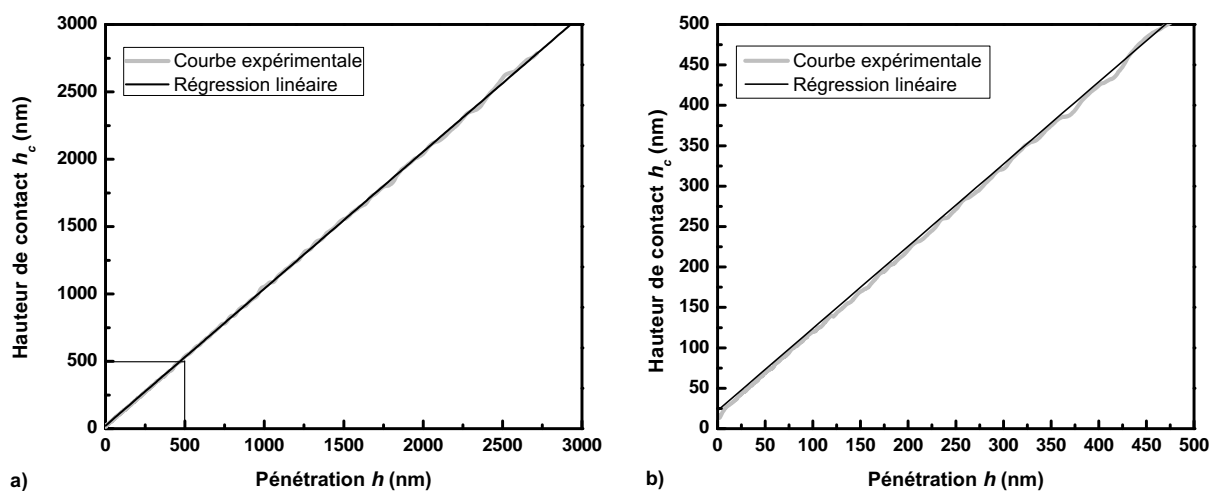 3000
2500
2000
1500
1000
500
0
Hauteur de contact h_c (nm)
Courbe expérimentale
Régression linéaire
0 500 1000 1500 2000 2500 3000
Pénétration h (nm)
a)
500
450
400
350
300
250
200
150
100
50
0
Hauteur de contact h_c (nm)
Courbe expérimentale
Régression linéaire
0 50 100 150 200 250 300 350 400 450 500
Pénétration h (nm)
b)